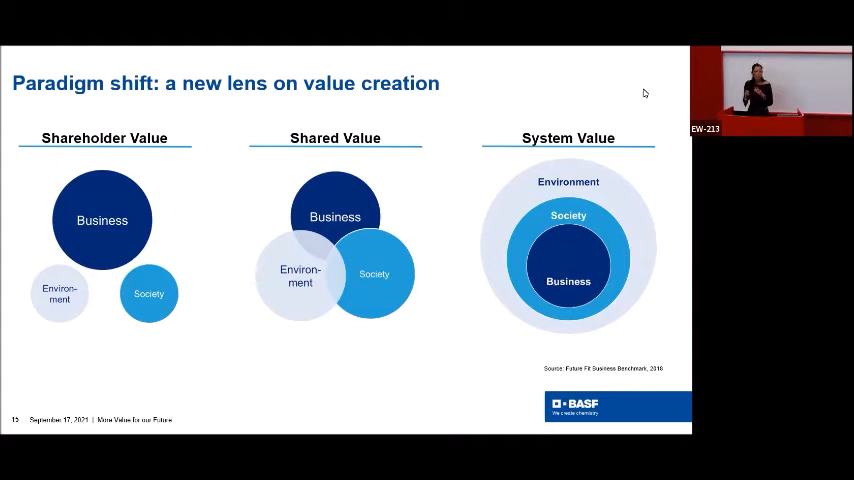 Paradigm shift: a new lens on value creation
Shareholder Value
Shared Value
System Value
Business
Environ-
ment
Society
Business
Environ-
ment
Society
Environment
Society
Business
Source: Future Fit Business Benchmark, 2018
BASF
We create chemistry
15 September 17, 2021 | More Value for our Future
EW-213